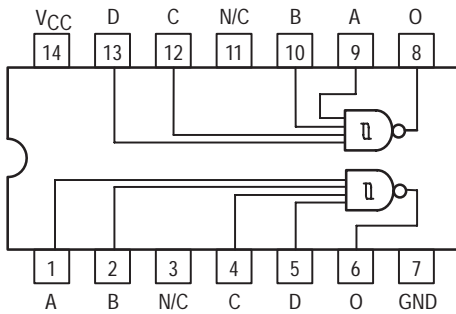 VCC D C N/C B A O
14 13 12 11 10 9 8
1 2 3 4 5 6 7
A B N/C C D O GND